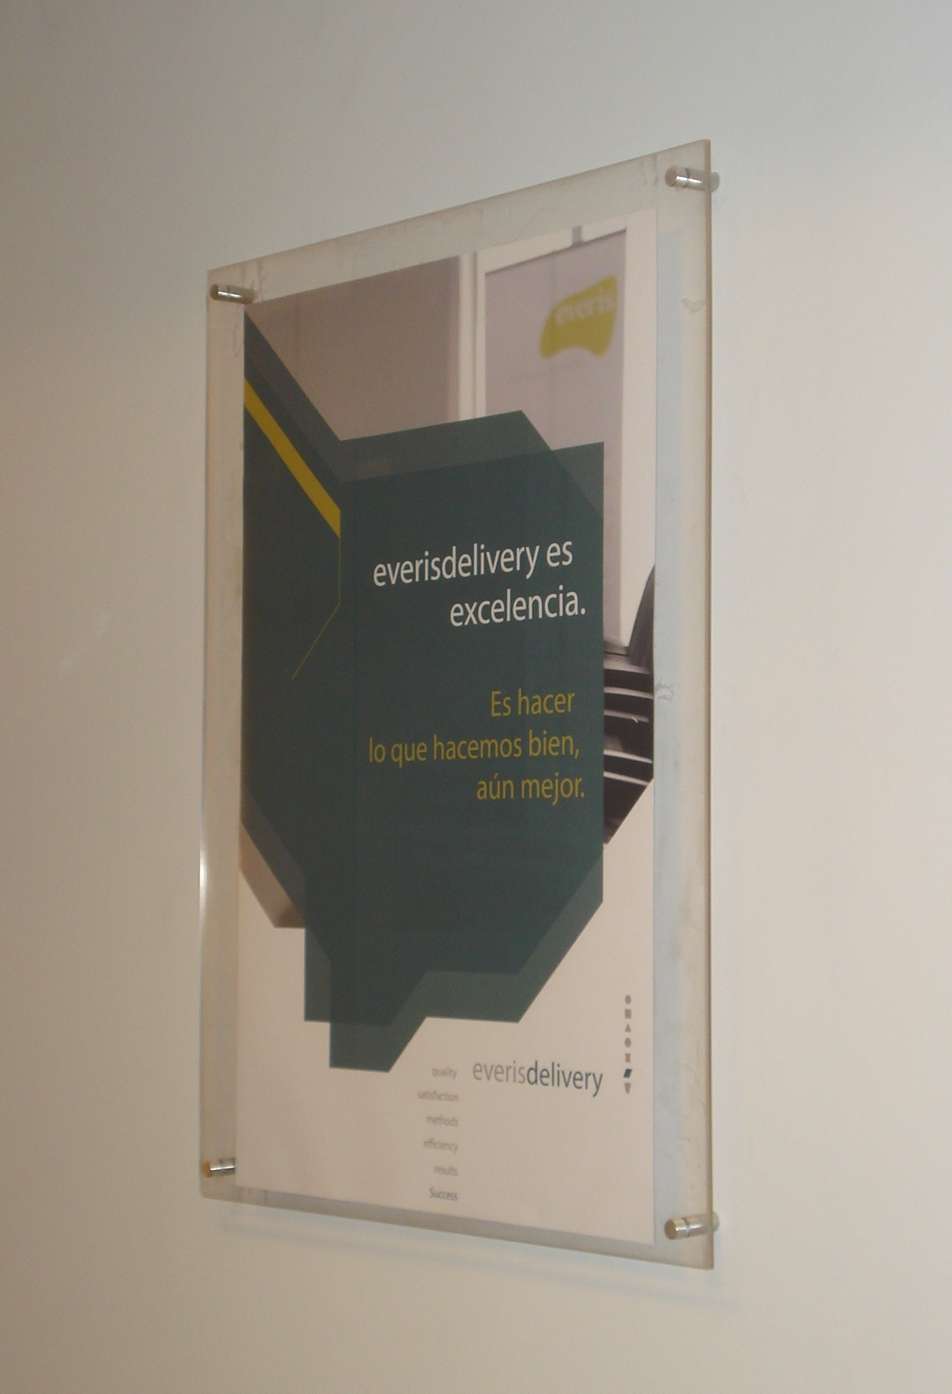 everis
everisdelivery es
excelencia.
Es hacer
lo que hacemos bien,
aún mejor.
everisdelivery
quality
satisfaction
methods
efficiency
results
Success